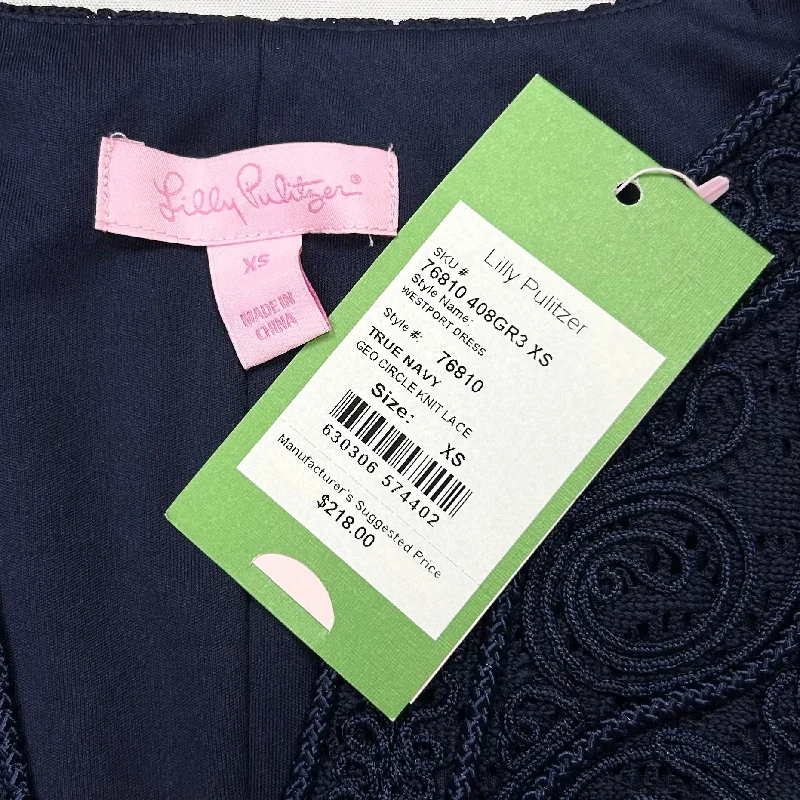 Lilly Pulitzer®
XS
MADE IN
CHINA
Lilly Pulitzer
SKU #
76810 408GR3 XS
Style Name:
WESTPORT DRESS
Style #: 76810
TRUE NAVY
GEO CIRCLE KNIT LACE
Size: XS
630306 574402
Manufacturer's Suggested Price
$218.00